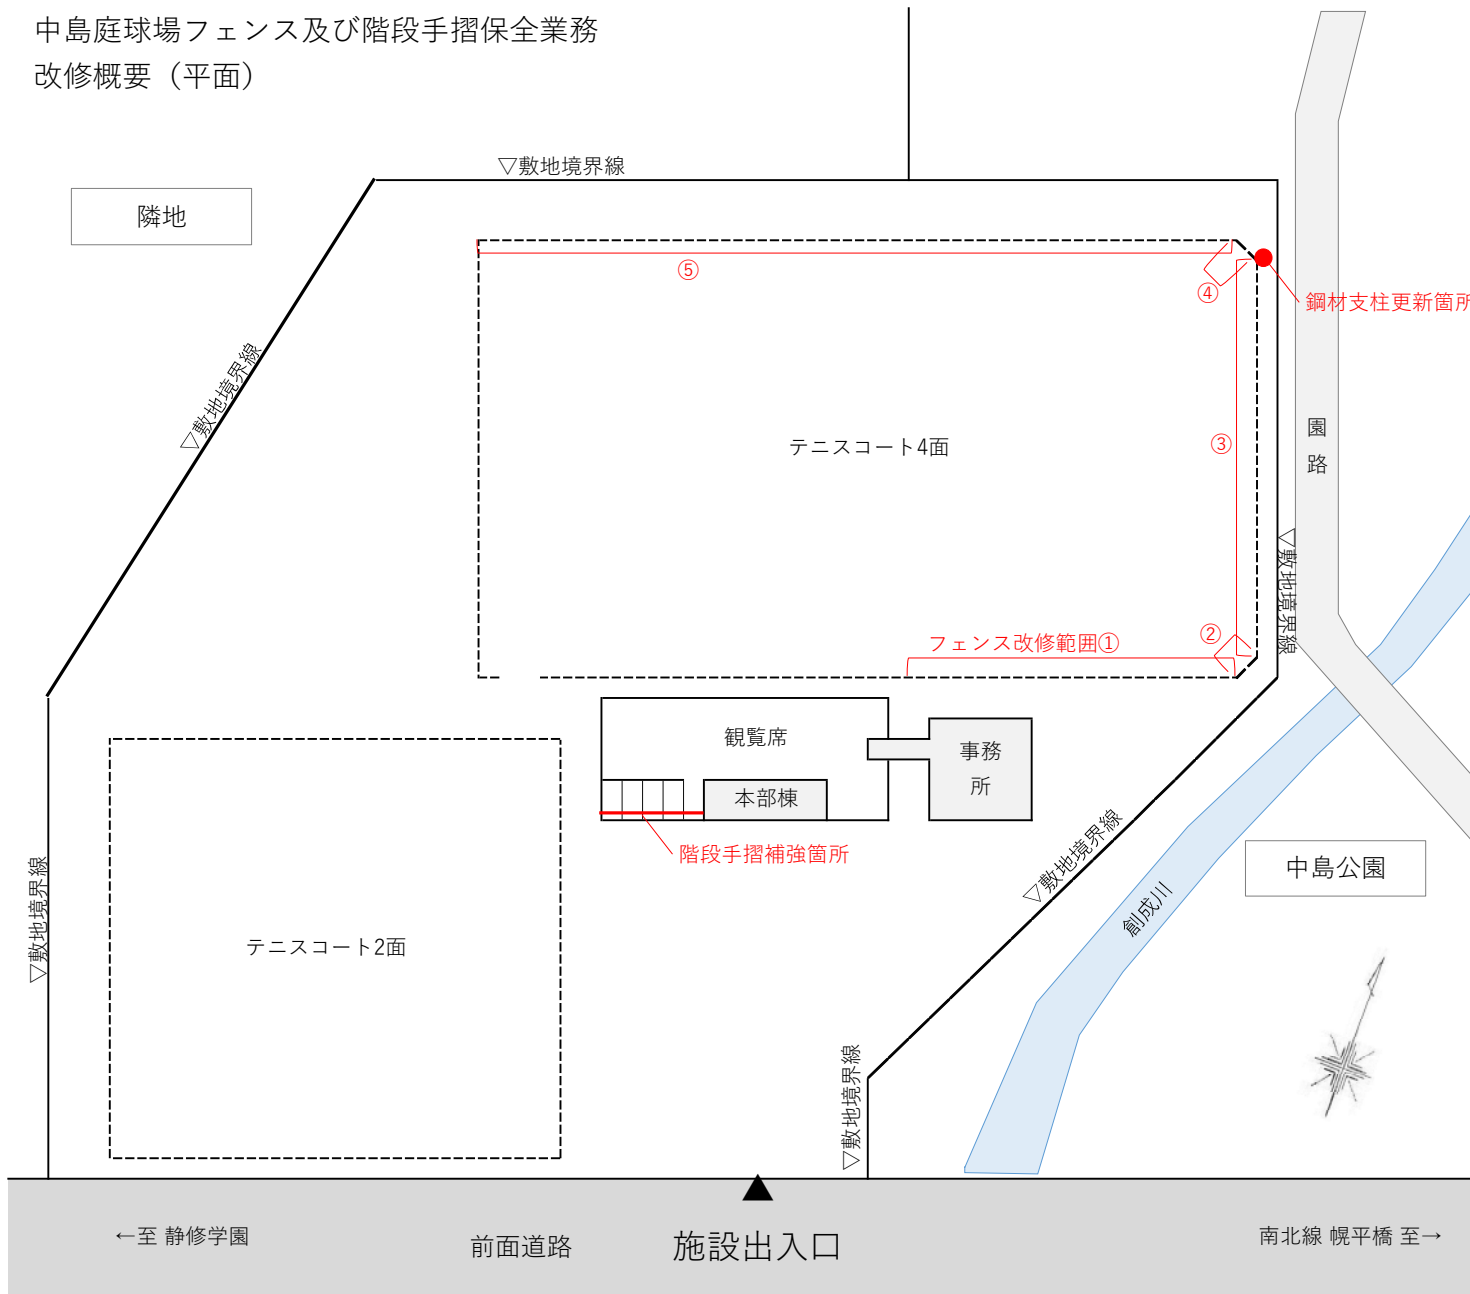 中島庭球場フェンス及び階段手摺保全業務
改修概要（平面）
▽敷地境界線
隣地
⑤
④
鋼材支柱更新箇所
▽敷地境界線
③
テニスコート4面
園
路
▽敷地境界線
②
フェンス改修範囲①
観覧席
事務
所
本部棟
階段手摺補強箇所
▽敷地境界線
中島公園
▽敷地境界線
創成川
テニスコート2面
▽敷地境界線
←至 静修学園
前面道路
施設出入口
南北線 幌平橋 至→